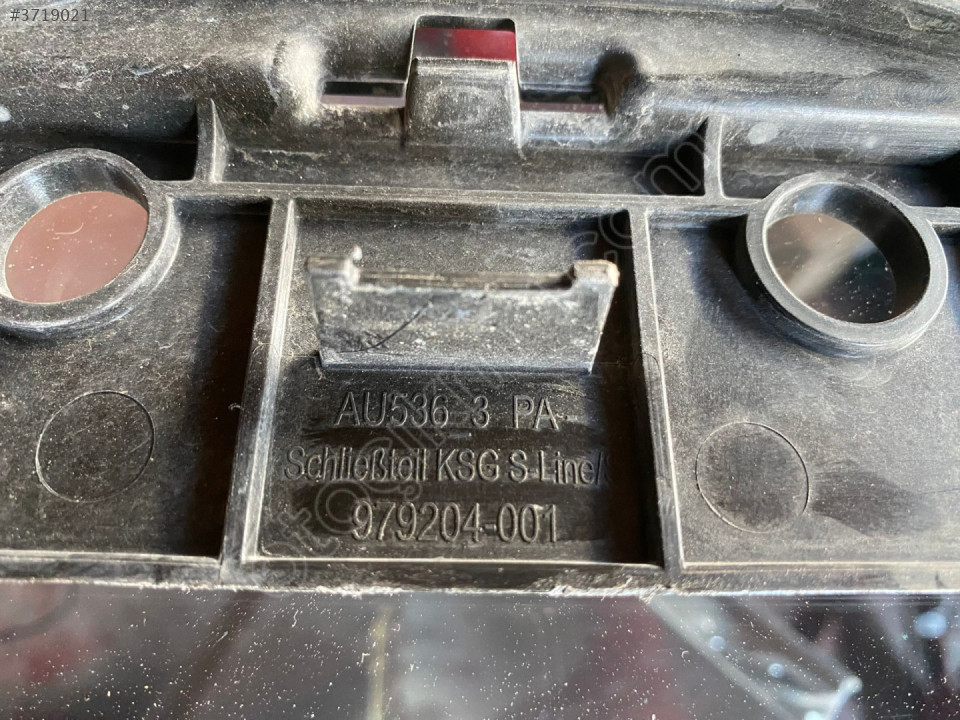 #3719021
AU536 3 PA-
Schließteil KSG S-Line/
979204-001